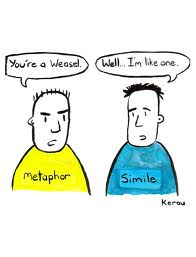 You're a Weasel.
Well... I'm like one.
metaphor
Simile
Kerou